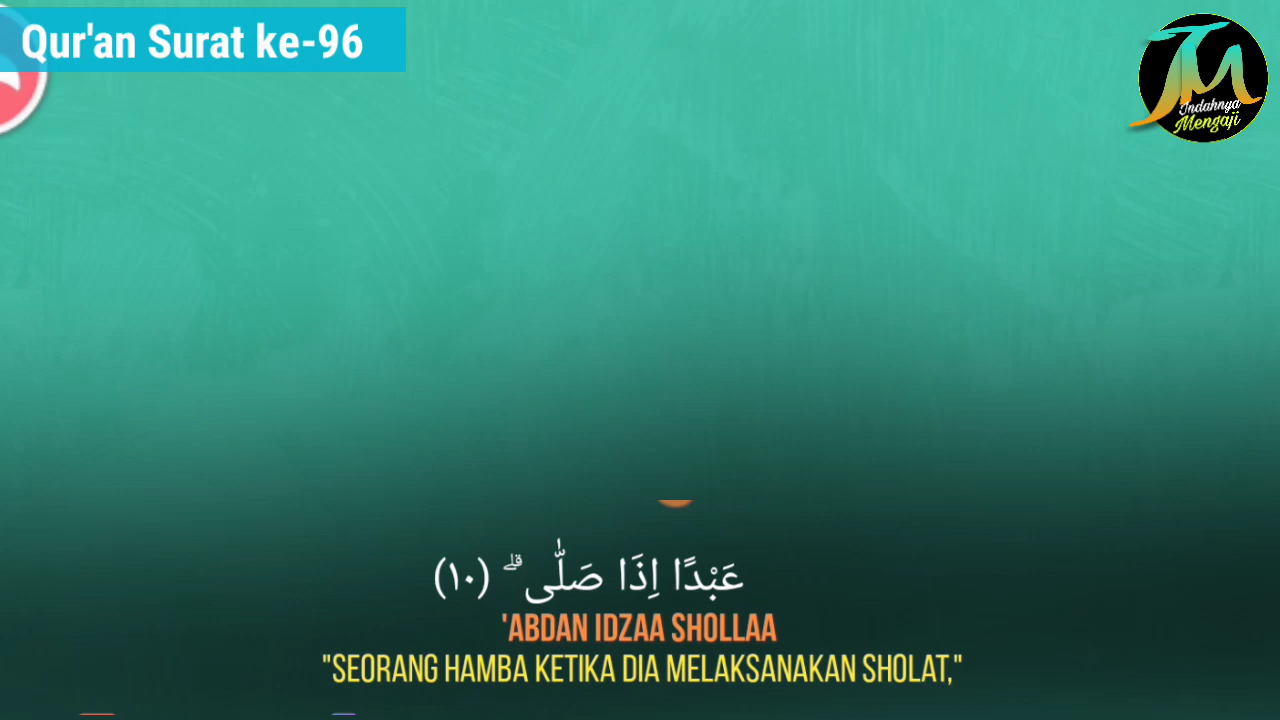 Qur'an Surat ke-96
Indahnya
Mengaji
عَبْدًا اِذَا صَلّٰىۗ (١٠)
'ABDAN IDZAA SHOLLAA
"SEORANG HAMBA KETIKA DIA MELAKSANAKAN SHOLAT,"